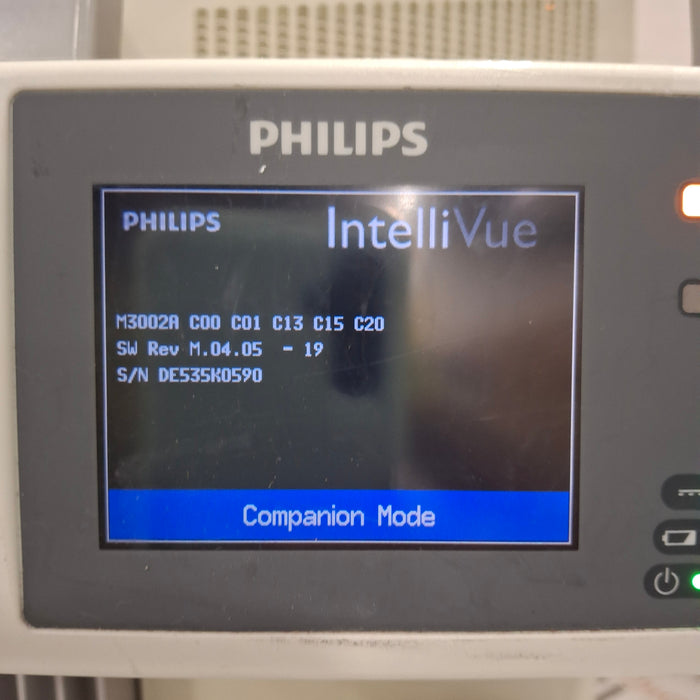 PHILIPS
PHILIPS IntelliVue
M3002A C00 C01 C13 C15 C20
SW Rev M.04.05 - 19
S/N DE535K0590
Companion Mode